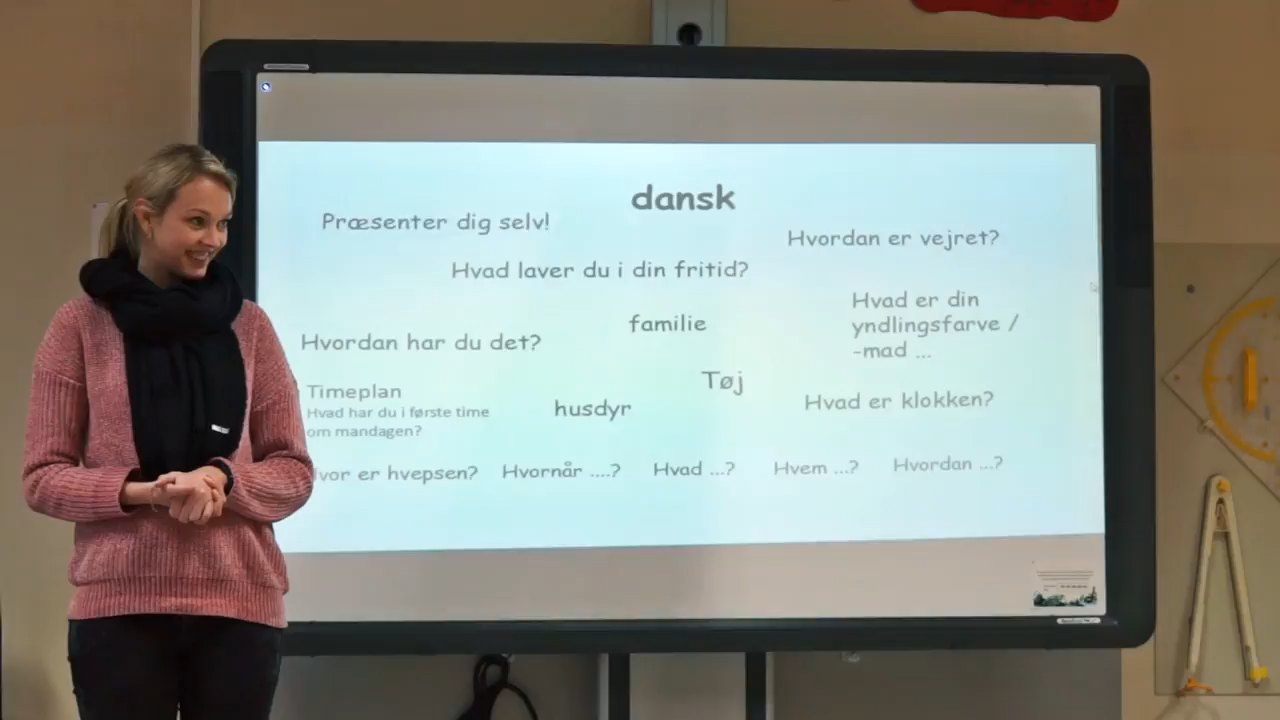 dansk
Præsenter dig selv!
Hvordan er vejret?
Hvad laver du i din fritid?
Hvad er din
yndlingsfarve /
-mad ...
familie
Hvordan har du det?
Tøj
Timeplan
Hvad har du i første time
om mandagen?
husdyr
Hvad er klokken?
er hvepsen?
Hvornår ....?
Hvad ...?
Hvem ...?
Hvordan ...?